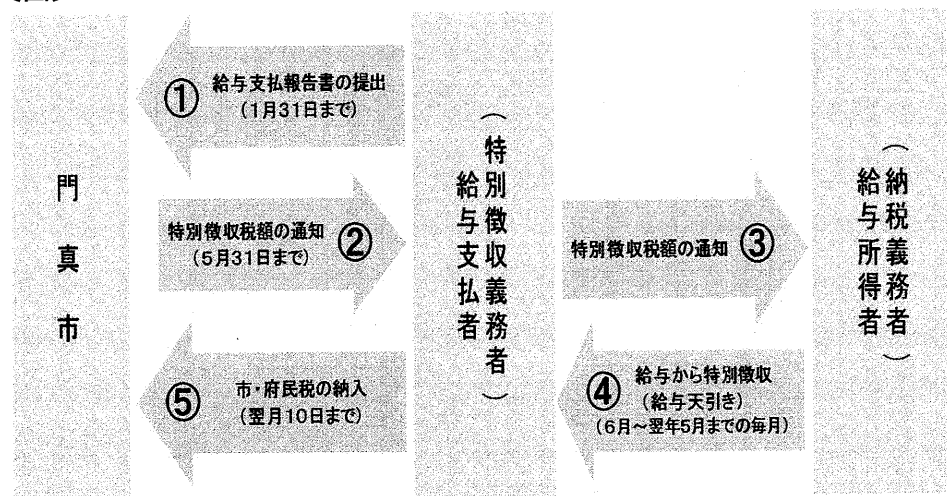 門真市
① 給与支払報告書の提出
(1月31日まで)
特別徴収税額の通知 ②
(5月31日まで)
⑤ 市・府民税の納入
(翌月10日まで)
(特別徴収義務者)
給与支払者
特別徴収税額の通知 ③
④ 給与から特別徴収
(給与天引き)
(6月~翌年5月までの毎月)
(納税義務者)
給与所得者